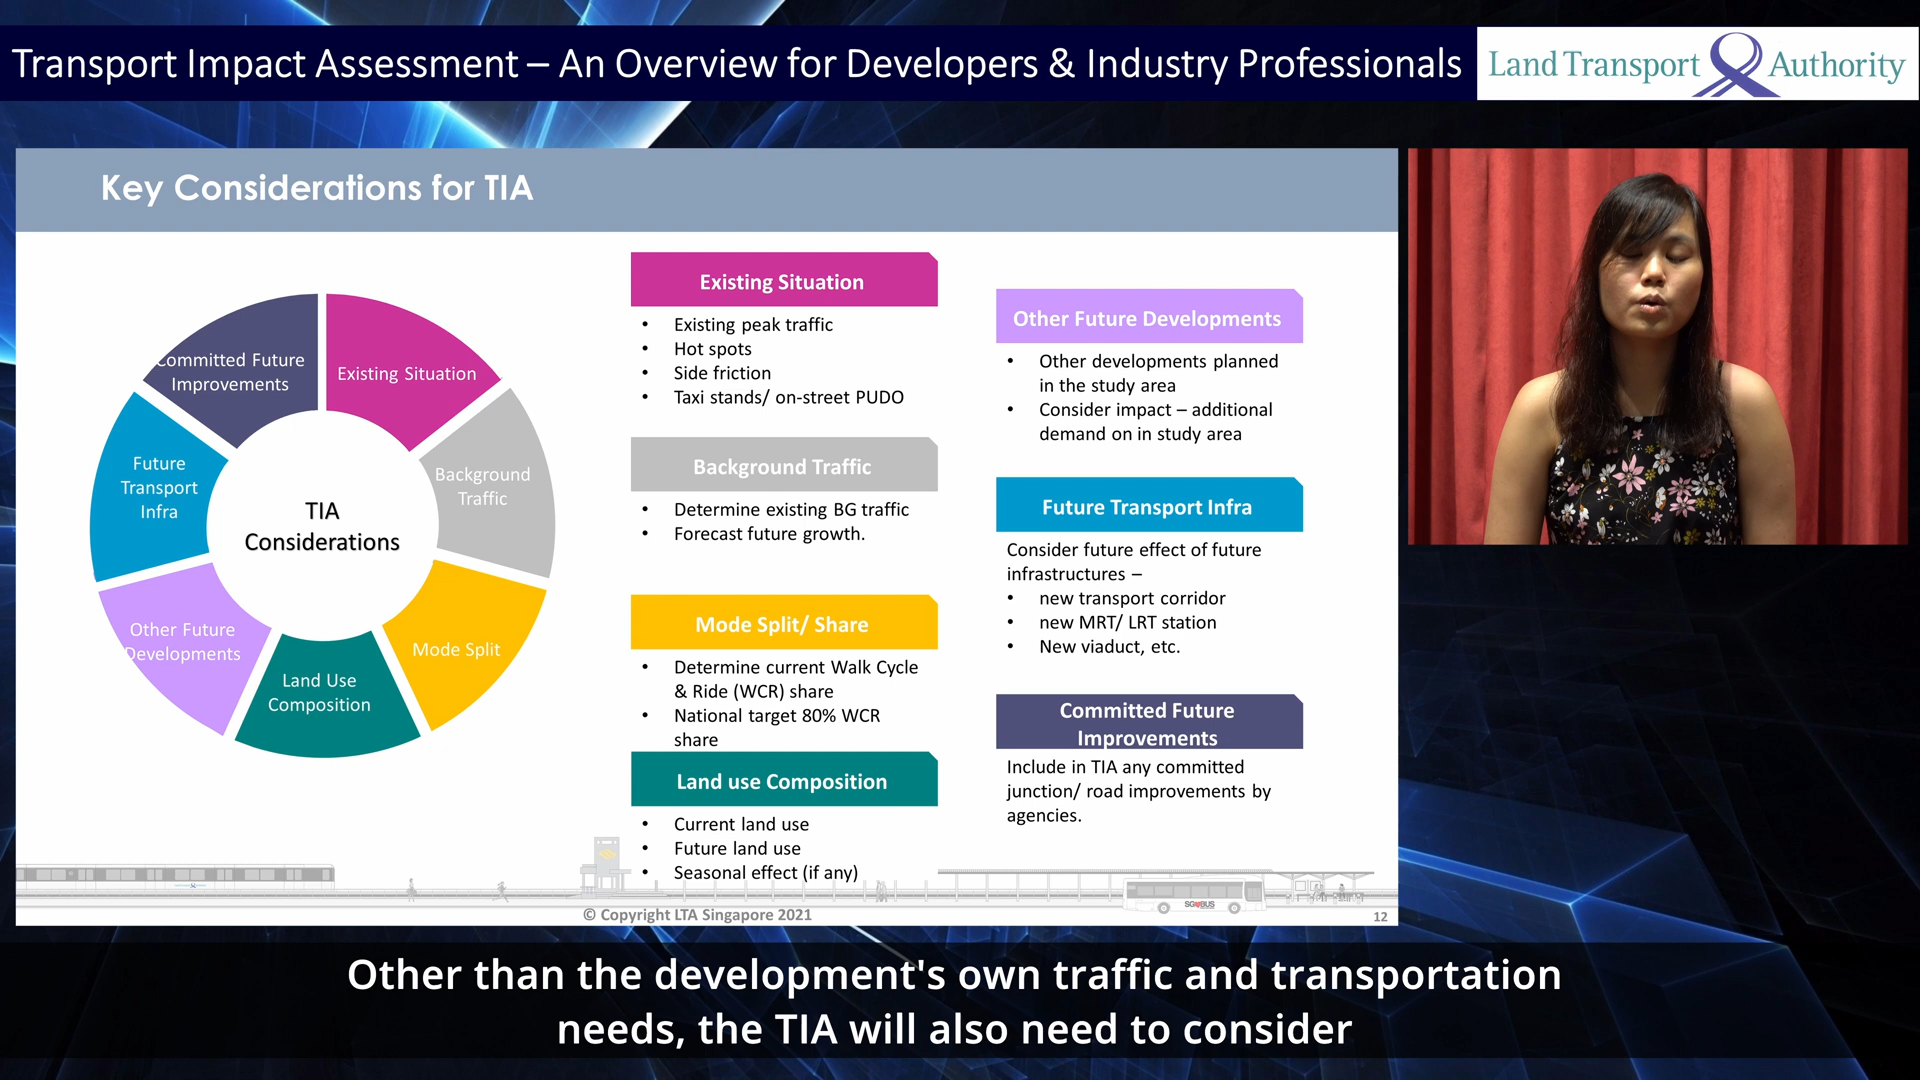 Transport Impact Assessment – An Overview for Developers & Industry Professionals
Land Transport Authority
Key Considerations for TIA
Committed Future
Improvements
Existing Situation
Future
Transport
Infra
Background
Traffic
TIA
Considerations
Other Future
Developments
Mode Split
Land Use
Composition
Existing Situation
• Existing peak traffic
• Hot spots
• Side friction
• Taxi stands/ on-street PUDO
Background Traffic
• Determine existing BG traffic
• Forecast future growth.
Mode Split/ Share
• Determine current Walk Cycle
& Ride (WCR) share
• National target 80% WCR
share
Land use Composition
• Current land use
• Future land use
• Seasonal effect (if any)
Other Future Developments
• Other developments planned
in the study area
• Consider impact – additional
demand on in study area
Future Transport Infra
Consider future effect of future
infrastructures –
• new transport corridor
• new MRT/ LRT station
• New viaduct, etc.
Committed Future
Improvements
Include in TIA any committed
junction/ road improvements by
agencies.
SG♥BUS
© Copyright LTA Singapore 2021
12
Other than the development's own traffic and transportation
needs, the TIA will also need to consider